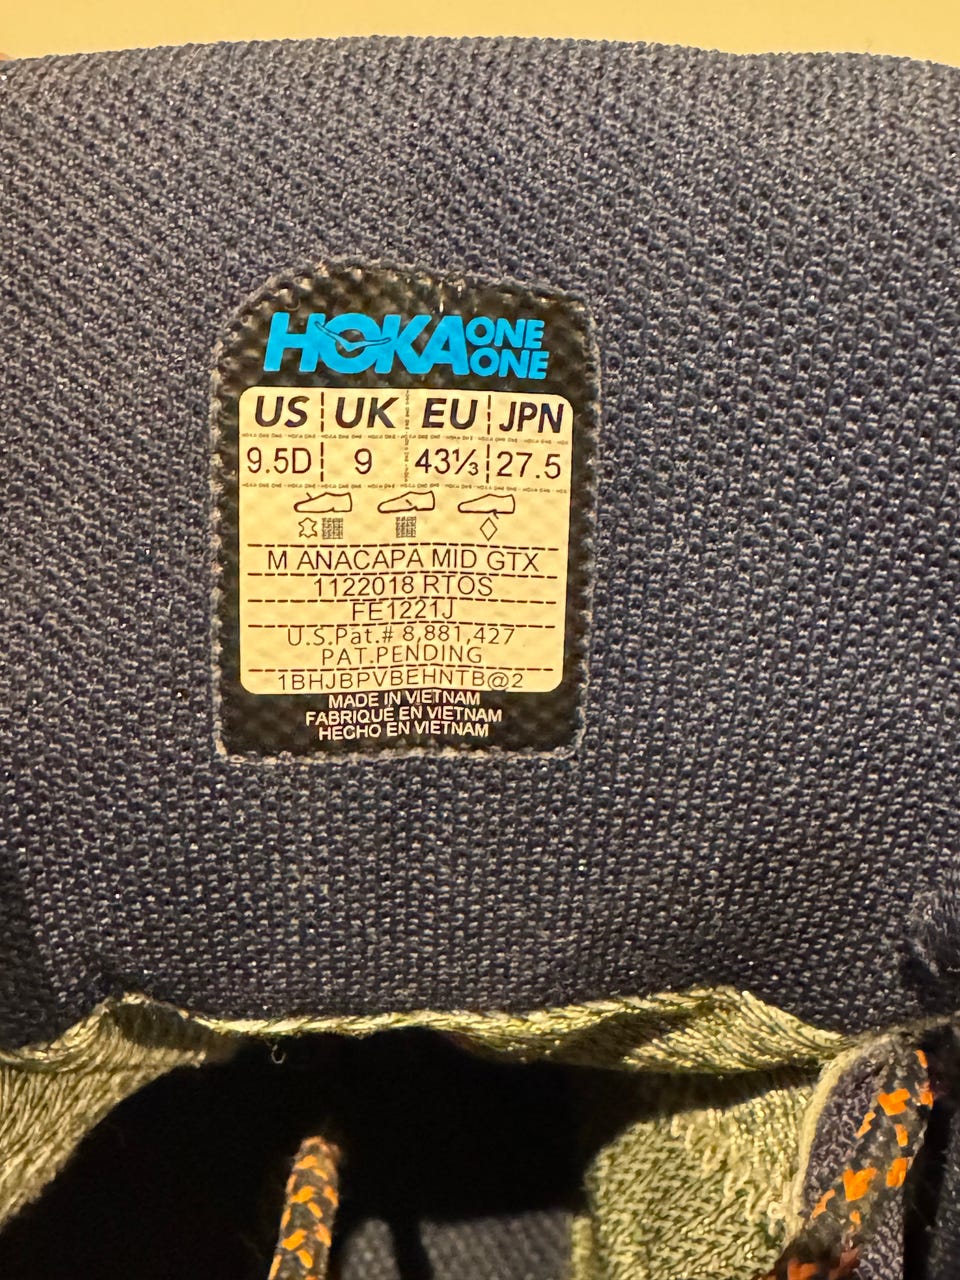 HOKA ONE ONE
US UK EU JPN
9.5D 9 43⅓ 27.5
M ANACAPA MID GTX
1122018 RTOS
FE1221J
U.S.Pat.# 8,881,427
PAT.PENDING
1BHJBPVBEHNTB@2
MADE IN VIETNAM
FABRIQUÉ EN VIETNAM
HECHO EN VIETNAM